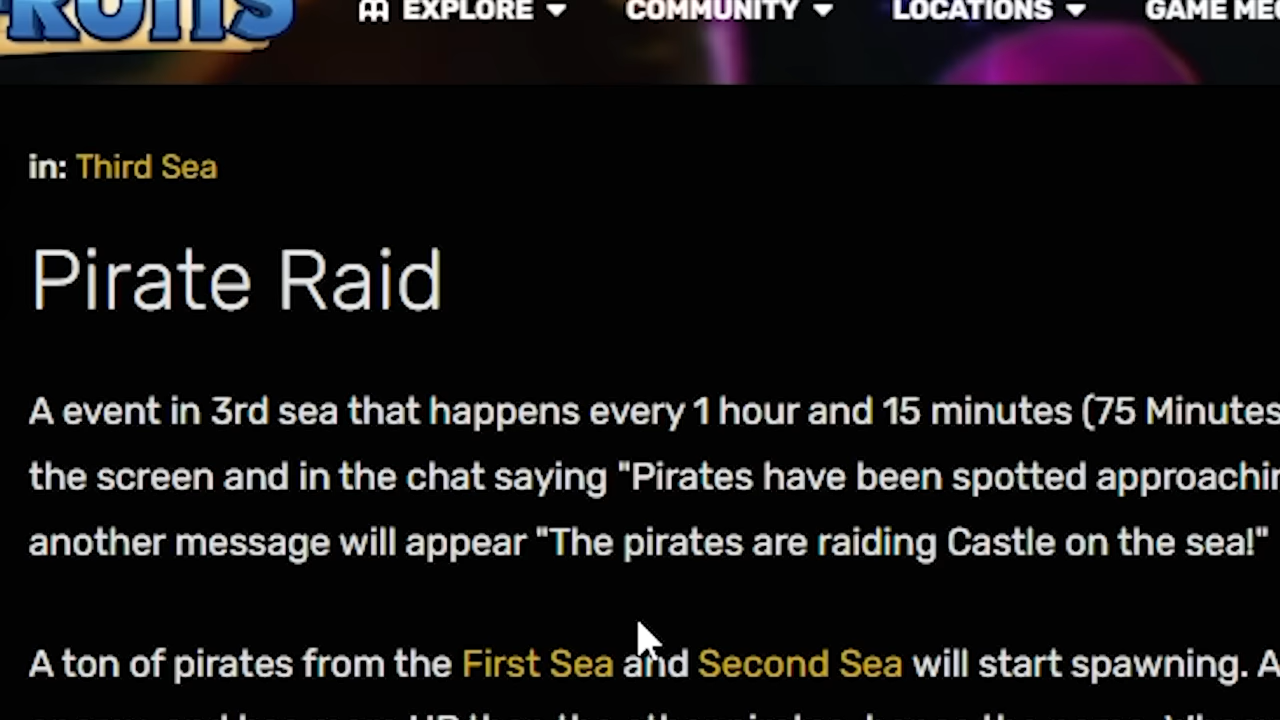 EXPLORE COMMUNITY LOCATIONS GAME
in: Third Sea
Pirate Raid
A event in 3rd sea that happens every 1 hour and 15 minutes (75 Minutes
the screen and in the chat saying "Pirates have been spotted
another message will appear "The pirates are raiding Castle on the sea!"
A ton of pirates from the First Sea and Second Sea will start spawning. A